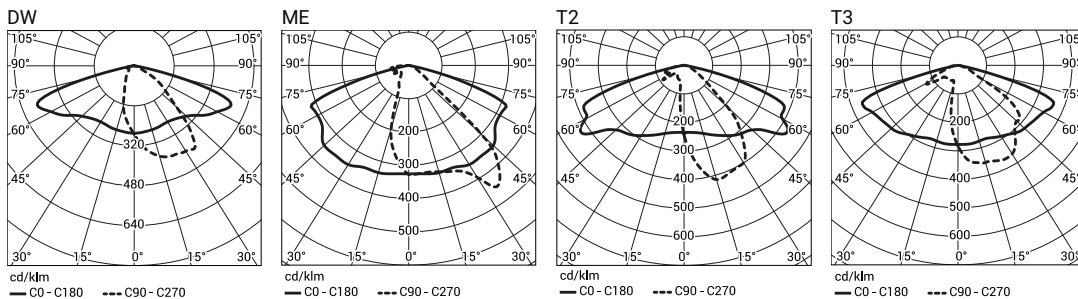 DW ME T2 T3
105° 105° 105° 105° 105° 105° 105° 105°
90° 90° 90° 90° 90° 90° 90° 90°
75° 75° 75° 75° 75° 75° 75° 75°
200 200 200
60° 320 60° 60° 300 60° 60° 300 60° 60° 300 60°
45° 480 45° 45° 400 45° 45° 400 45° 45° 400 45°
640 500 600 600
30° 15° 0° 15° 30° 30° 15° 0° 15° 30° 30° 15° 0° 15° 30° 30° 15° 0° 15° 30°
cd/klm cd/klm cd/klm cd/klm
C0 - C180 C90 - C270 C0 - C180 C90 - C270 C0 - C180 C90 - C270 C0 - C180 C90 - C270